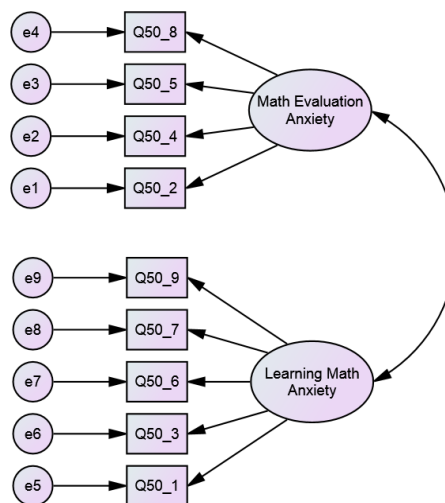 e4
Q50_8
e3
Q50_5
Math Evaluation
Anxiety
e2
Q50_4
e1
Q50_2
e9
Q50_9
e8
Q50_7
e7
Q50_6
Learning Math
Anxiety
e6
Q50_3
e5
Q50_1